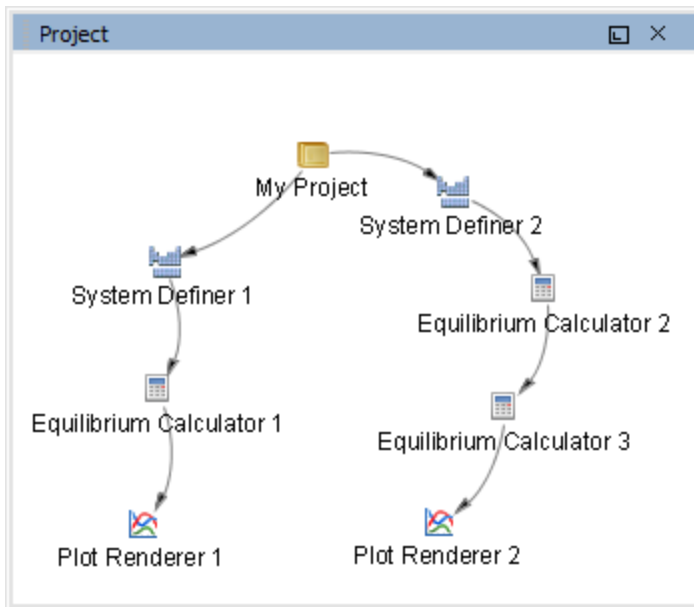 Project
My Project
System Definer 2
System Definer 1
Equilibrium Calculator 2
Equilibrium Calculator 1
Equilibrium Calculator 3
Plot Renderer 1
Plot Renderer 2